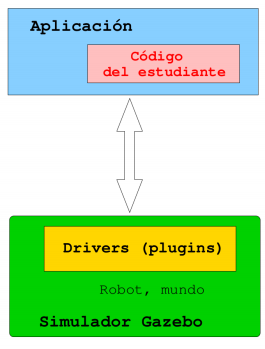 Aplicación
Código
del estudiante
Drivers (plugins)
Robot, mundo
Simulador Gazebo